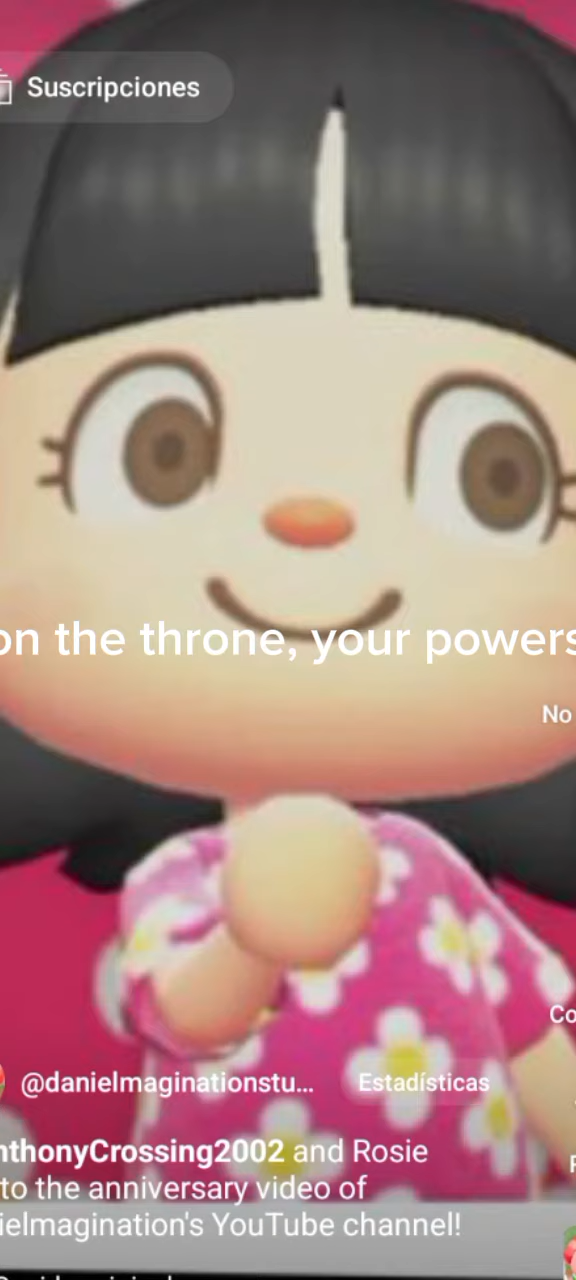 Suscripciones
on the throne, your powers
No
Co
@danielmaginationstu... Estadísticas
nthonyCrossing2002 and Rosie
to the anniversary video of
ielmagination's YouTube channel!